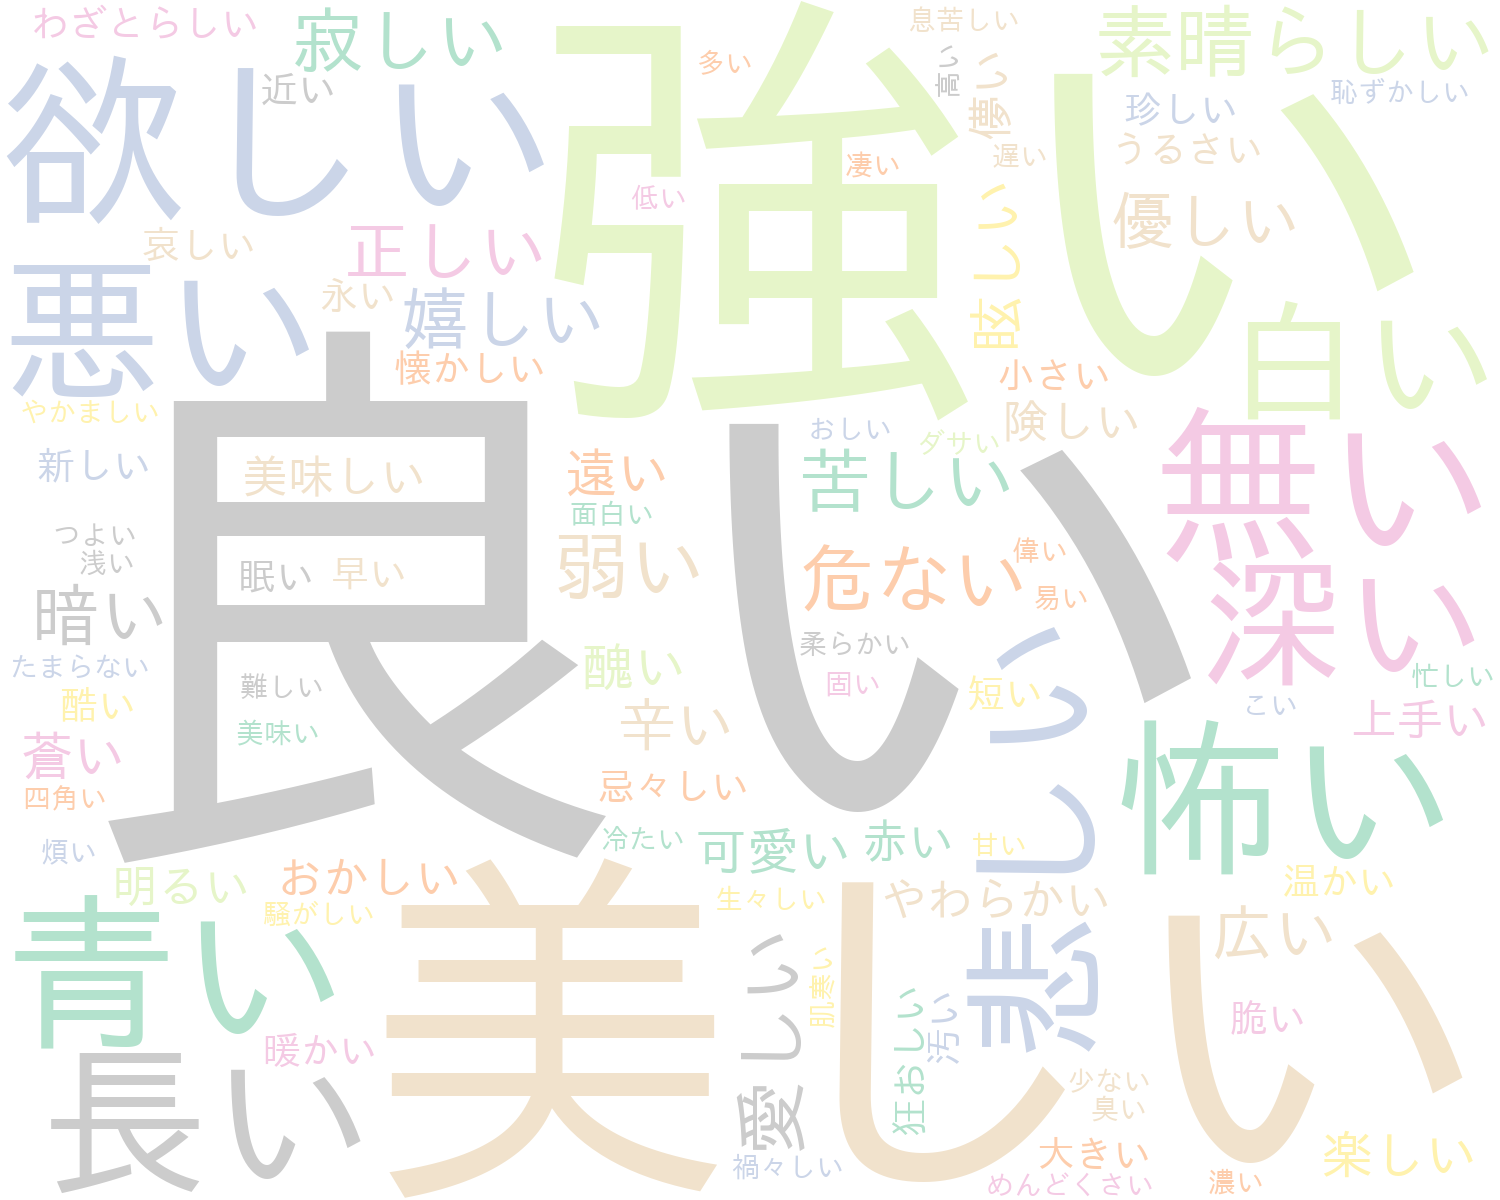 わざとらしい
寂しい
強い
多い
息苦しい
高い
儚い
素晴らしい
恥ずかしい
珍しい
うるさい
欲しい
近い
凄い
遅い
低い
眩しい
優しい
哀しい
正しい
永い
嬉しい
悪い
懐かしい
小さい
白い
やかましい
良い
おしい
ダサい
険しい
無い
新しい
美味しい
遠い
苦しい
面白い
つよい
浅い
眠い
早い
弱い
危ない
偉い
易い
深い
暗い
柔らかい
醜い
悲しい
たまらない
難しい
固い
短い
忙しい
こい
酷い
美味い
辛い
上手い
蒼い
四角い
忌々しい
怖い
煩い
冷たい
可愛い
赤い
甘い
明るい
おかしい
騒がしい
生々しい
やわらかい
温かい
青い
美しい
広い
愛しい
肌寒い
狂おしい
汚い
脆い
暖かい
長い
少ない
臭い
禍々しい
大きい
めんどくさい
濃い
楽しい